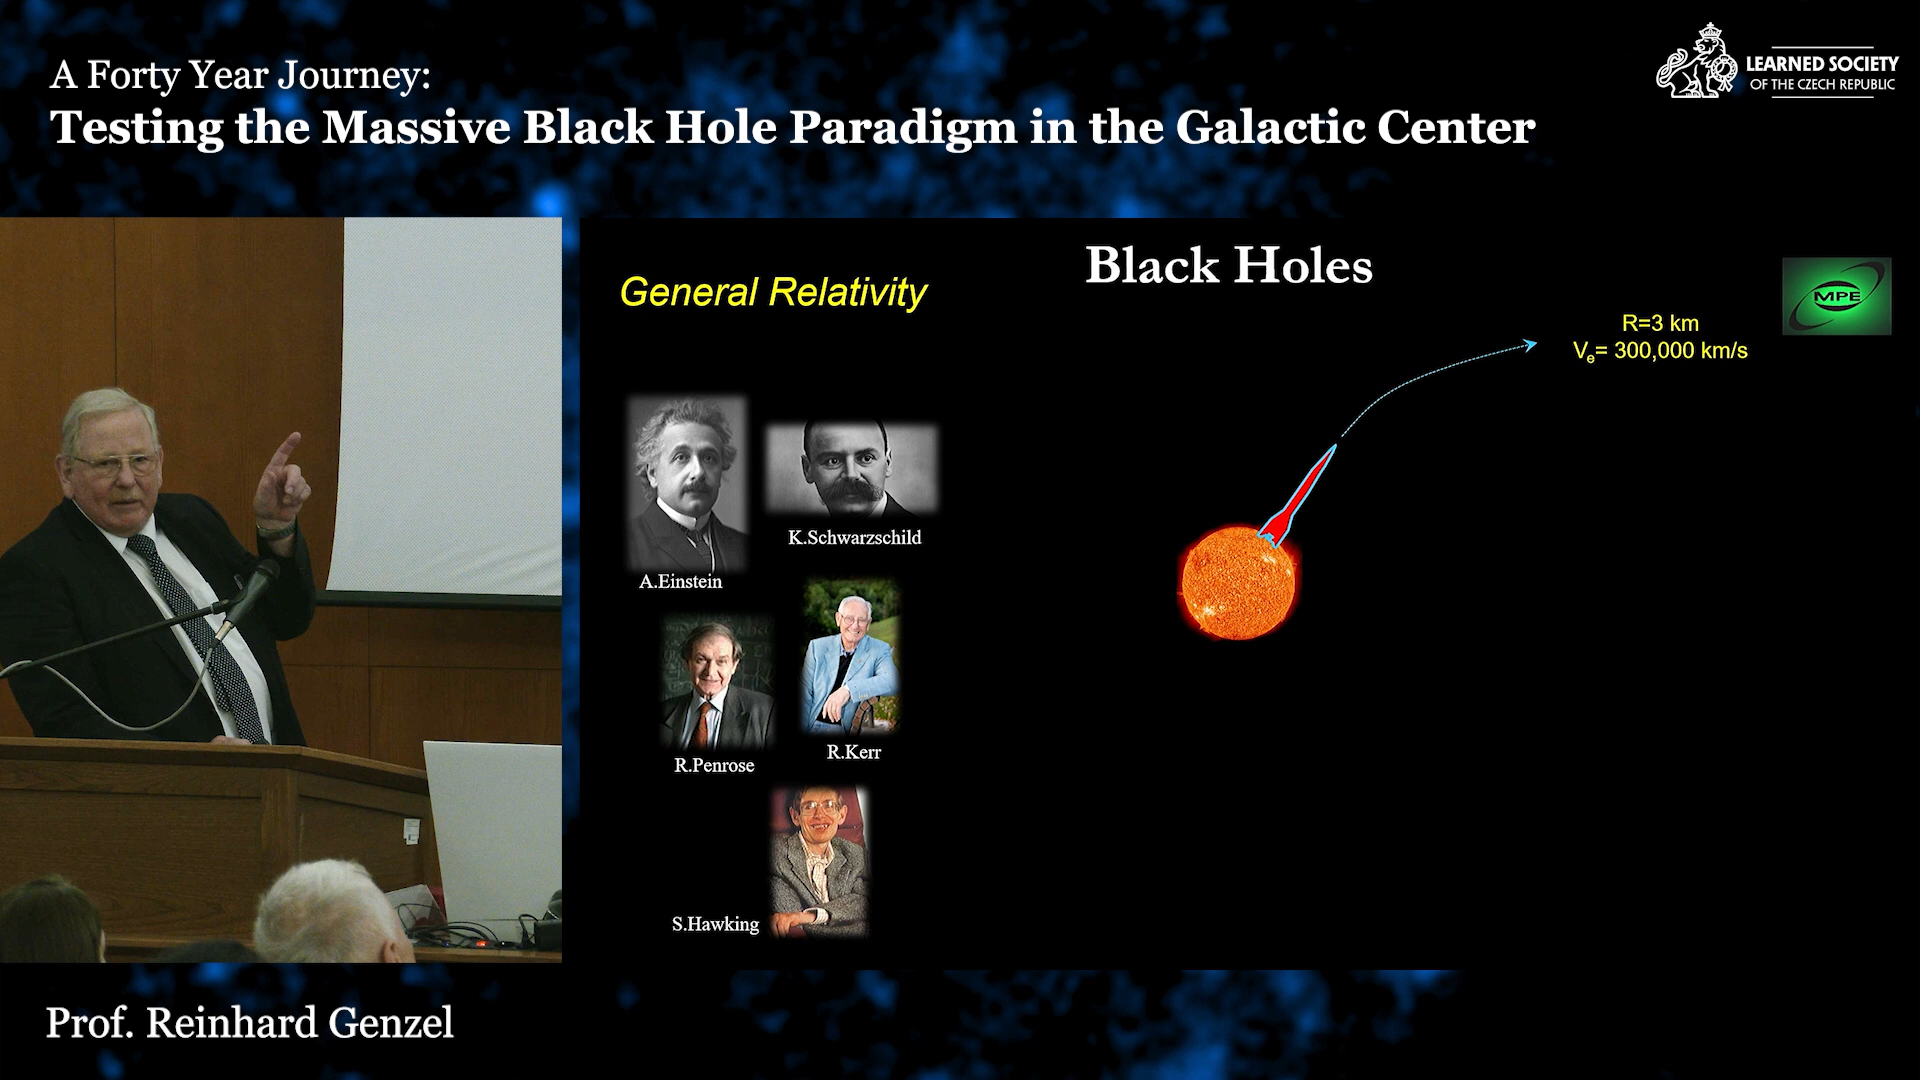 A Forty Year Journey:
Testing the Massive Black Hole Paradigm in the Galactic Center
LEARNED SOCIETY
OF THE CZECH REPUBLIC
Black Holes
General Relativity
MPE
R=3 km
Ve= 300,000 km/s
K.Schwarzschild
A.Einstein
R.Kerr
R.Penrose
S.Hawking
Prof. Reinhard Genzel